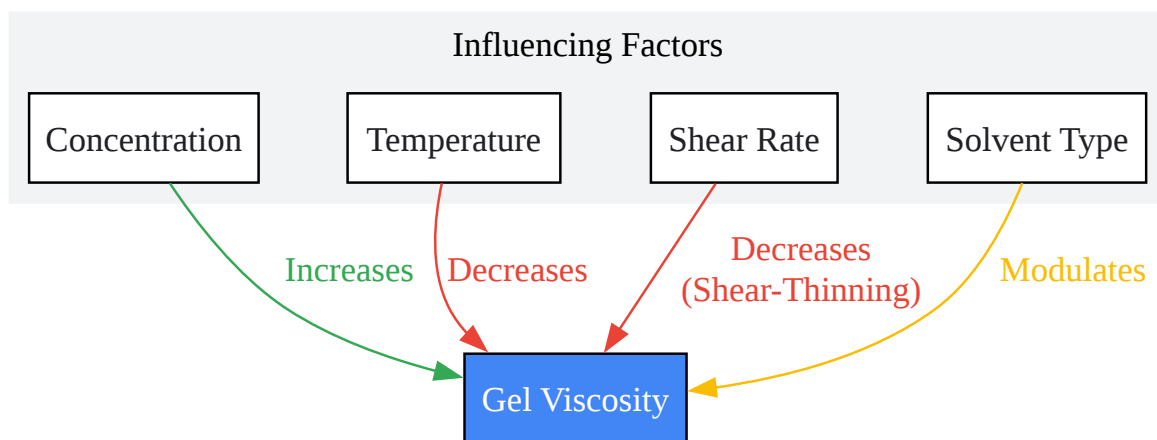 Influencing Factors
Concentration
Temperature
Shear Rate
Solvent Type
Increases
Decreases
Decreases
(Shear-Thinning)
Modulates
Gel Viscosity